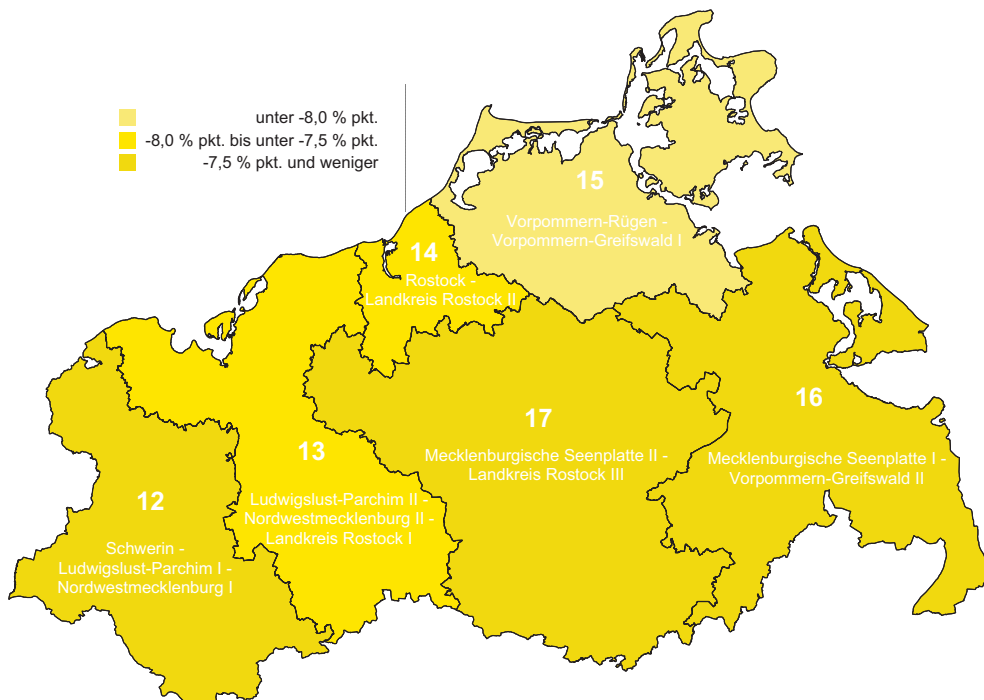 unter -8,0 % pkt.
-8,0 % pkt. bis unter -7,5 % pkt.
-7,5 % pkt. und weniger
15
Vorpommern-Rügen -
Vorpommern-Greifswald I
14
Rostock -
Landkreis Rostock II
16
Mecklenburgische Seenplatte I -
Vorpommern-Greifswald II
17
Mecklenburgische Seenplatte II -
Landkreis Rostock III
13
Ludwigslust-Parchim II -
Nordwestmecklenburg II -
Landkreis Rostock I
12
Schwerin -
Ludwigslust-Parchim I -
Nordwestmecklenburg I